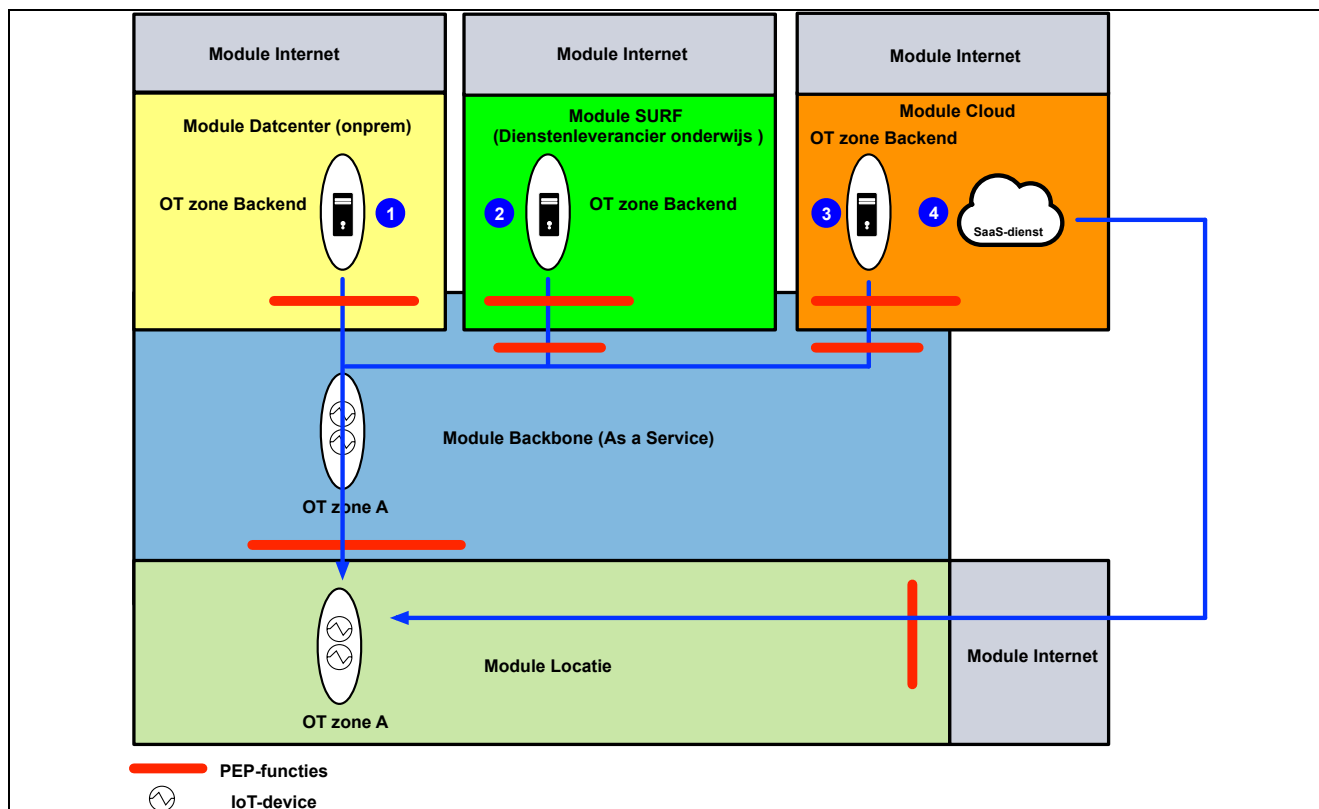 Module Internet
Module Internet
Module Internet
Module Datcenter (onprem)
Module SURF
(Dienstenleverancier onderwijs )
Module Cloud
OT zone Backend
OT zone Backend
1
2
OT zone Backend
3
4
SaaS-dienst
Module Backbone (As a Service)
OT zone A
Module Locatie
Module Internet
OT zone A
PEP-functies
IoT-device